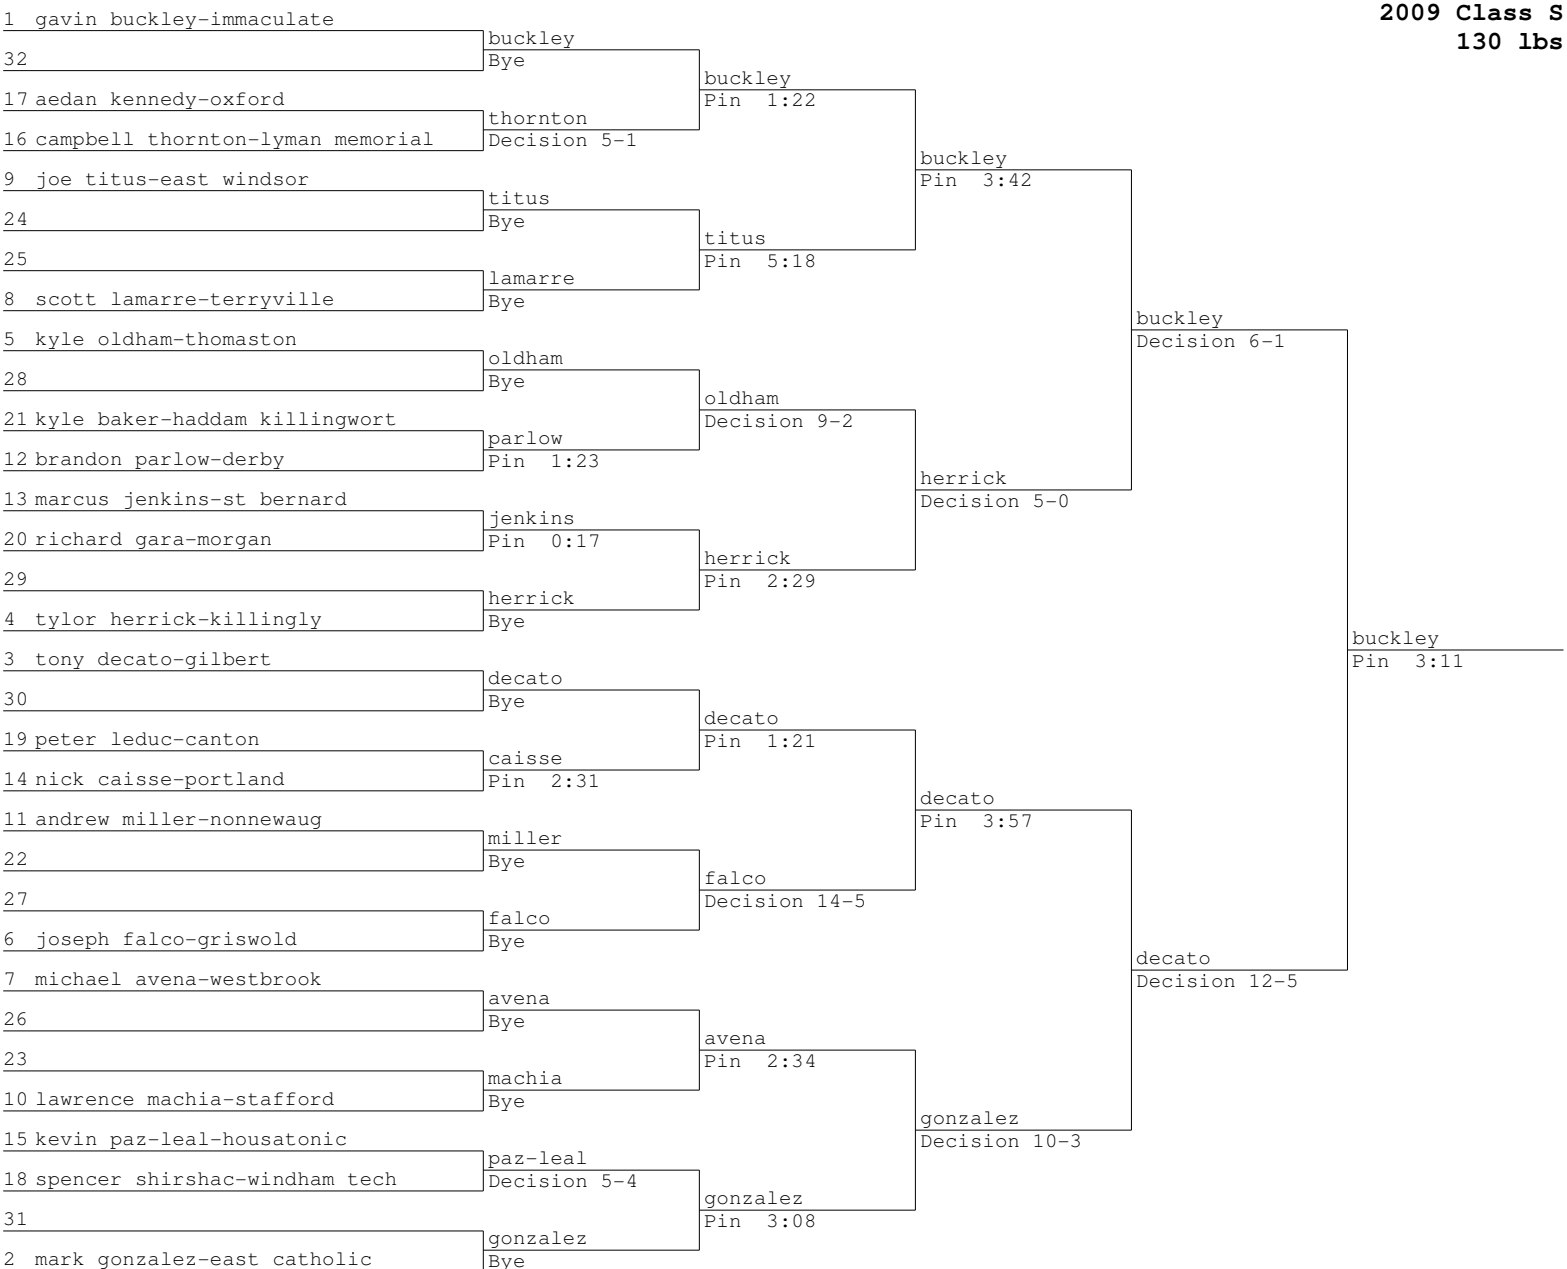 2009 Class S
130 lbs
1 gavin buckley-immaculate
32
17 aedan kennedy-oxford
16 campbell thornton-lyman memorial
9 joe titus-east windsor
24
25
8 scott lamarre-terryville
5 kyle oldham-thomaston
28
21 kyle baker-haddam killingwort
12 brandon parlow-derby
13 marcus jenkins-st bernard
20 richard gara-morgan
29
4 tylor herrick-killingly
3 tony decato-gilbert
30
19 peter leduc-canton
14 nick caisse-portland
11 andrew miller-nonnewaug
22
27
6 joseph falco-griswold
7 michael avena-westbrook
26
23
10 lawrence machia-stafford
15 kevin paz-leal-housatonic
18 spencer shirshac-windham tech
31
2 mark gonzalez-east catholic
buckley
Bye
thornton
Decision 5-1
titus
Bye
lamarre
Bye
oldham
Bye
parlow
Pin 1:23
jenkins
Pin 0:17
herrick
Bye
decato
Bye
caisse
Pin 2:31
miller
Bye
falco
Bye
avena
Bye
machia
Bye
paz-leal
Decision 5-4
gonzalez
Bye
buckley
Pin 1:22
titus
Pin 5:18
oldham
Decision 9-2
herrick
Pin 2:29
decato
Pin 1:21
falco
Decision 14-5
avena
Pin 2:34
gonzalez
Pin 3:08
buckley
Pin 3:42
herrick
Decision 5-0
decato
Pin 3:57
gonzalez
Decision 10-3
buckley
Decision 6-1
decato
Decision 12-5
buckley
Pin 3:11